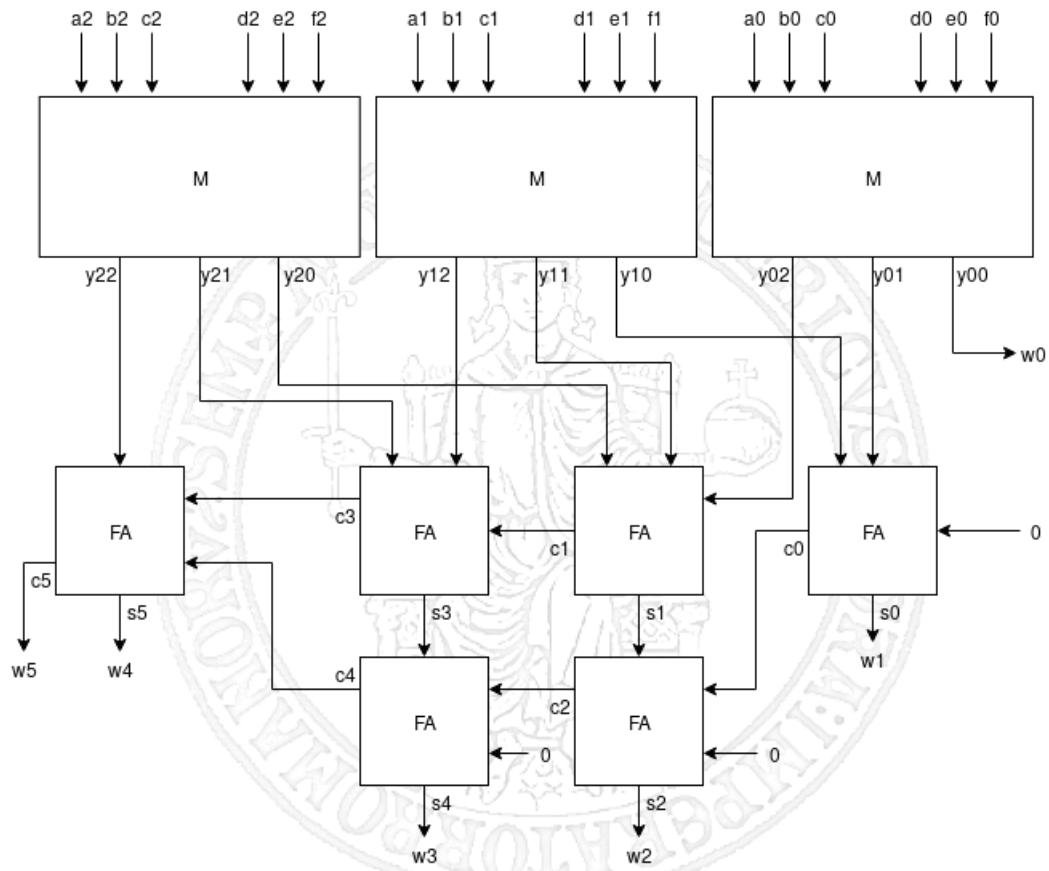 a2 b2 c2 d2 e2 f2 a1 b1 c1 d1 e1 f1 a0 b0 c0 d0 e0 f0
M M M
y22 y21 y20 y12 y11 y10 y02 y01 y00
w0
FA FA FA FA 0
c3 c1 c0
c5 s5 s3 s1 s0
w5 w4 w1
c4 c2
FA FA
0 0
s4 s2
w3 w2